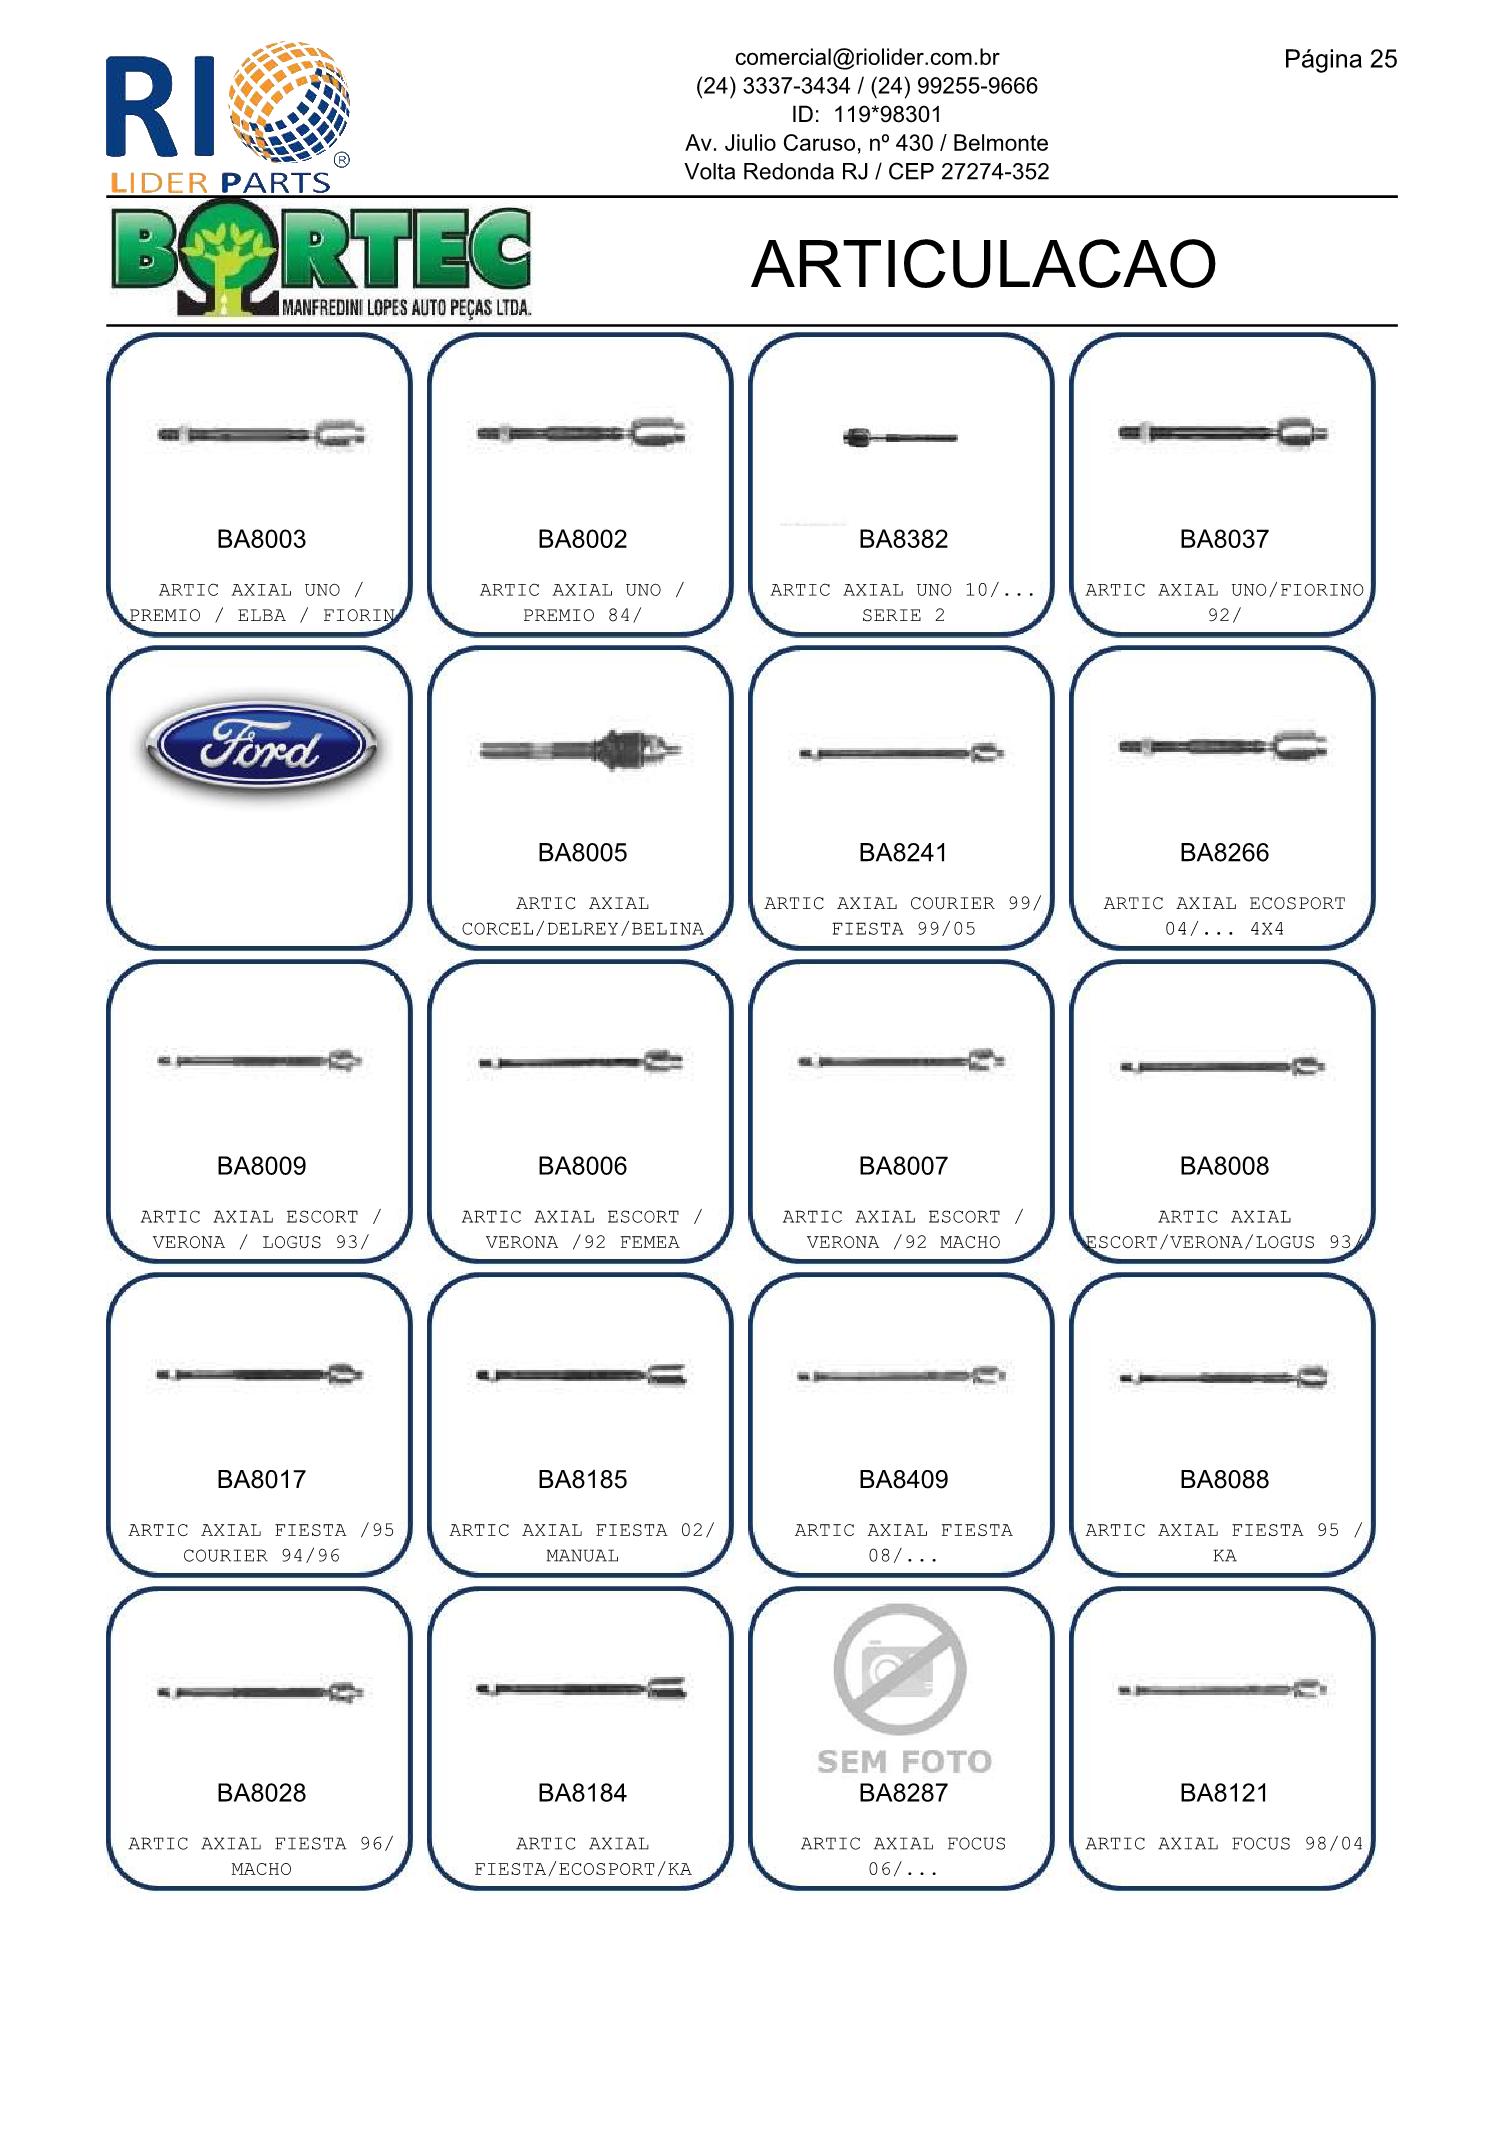 RIO®
LIDER PARTS
comercial@riolider.com.br
(24) 3337-3434 / (24) 99255-9666
ID: 119*98301
Av. Jiulio Caruso, nº 430 / Belmonte
Volta Redonda RJ / CEP 27274-352
Página 25
BORTEC
MANFREDINI LOPES AUTO PEÇAS LTDA.
ARTICULACAO
BA8003
ARTIC AXIAL UNO /
PREMIO / ELBA / FIORIN
BA8002
ARTIC AXIAL UNO /
PREMIO 84/
BA8382
ARTIC AXIAL UNO 10/...
SERIE 2
BA8037
ARTIC AXIAL UNO/FIORINO
92/
Ford
BA8005
ARTIC AXIAL
CORCEL/DELREY/BELINA
BA8241
ARTIC AXIAL COURIER 99/
FIESTA 99/05
BA8266
ARTIC AXIAL ECOSPORT
04/... 4X4
BA8009
ARTIC AXIAL ESCORT /
VERONA / LOGUS 93/
BA8006
ARTIC AXIAL ESCORT /
VERONA /92 FEMEA
BA8007
ARTIC AXIAL ESCORT /
VERONA /92 MACHO
BA8008
ARTIC AXIAL
ESCORT/VERONA/LOGUS 93/
BA8017
ARTIC AXIAL FIESTA /95
COURIER 94/96
BA8185
ARTIC AXIAL FIESTA 02/
MANUAL
BA8409
ARTIC AXIAL FIESTA
08/...
BA8088
ARTIC AXIAL FIESTA 95 /
KA
BA8028
ARTIC AXIAL FIESTA 96/
MACHO
BA8184
ARTIC AXIAL
FIESTA/ECOSPORT/KA
SEM FOTO
BA8287
ARTIC AXIAL FOCUS
06/...
BA8121
ARTIC AXIAL FOCUS 98/04